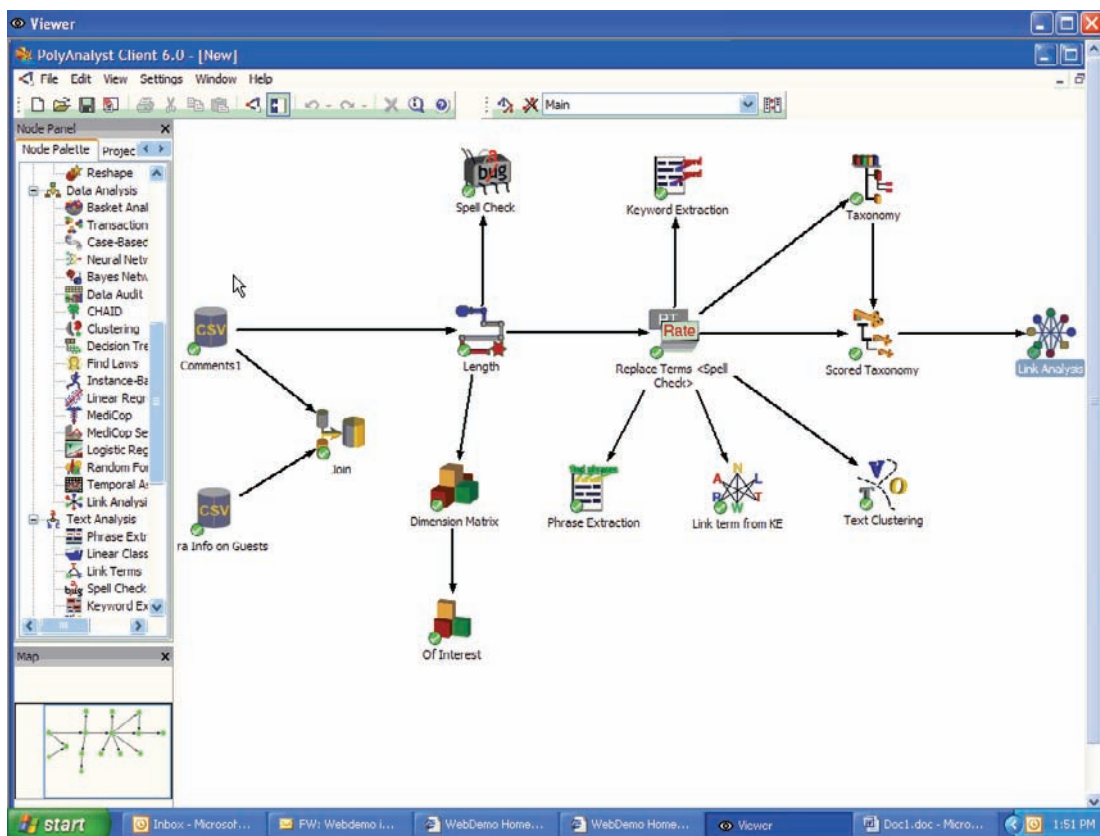 Viewer
PolyAnalyst Client 6.0 - [New]
File Edit View Settings Window Help
Main
Node Panel
Node Palette Projec
Reshape
Data Analysis
Basket Anal
Transaction
Case-Based
Neural Netv
Bayes Netw
Data Audit
CHAID
Clustering
Decision Tre
Find Laws
Instance-Ba
Linear Regr
MediCop
MediCop Se
Logistic Reg
Random For
Temporal As
Link Analysi
Text Analysis
Phrase Extr
Linear Class
Link Terms
bug Spell Check
Keyword Ex
Map
bug
Spell Check
Keyword Extraction
Taxonomy
CSV
Comments1
Length
Rate
Replace Terms <Spell
Check>
Scored Taxonomy
Link Analysis
Join
CSV
ra Info on Guests
Dimension Matrix
Phrase Extraction
Link term from KE
Text Clustering
Of Interest
start
Inbox - Microsof...
FW: Webdemo i...
WebDemo Home...
WebDemo Home...
Viewer
Doc1.doc - Micro...
1:51 PM